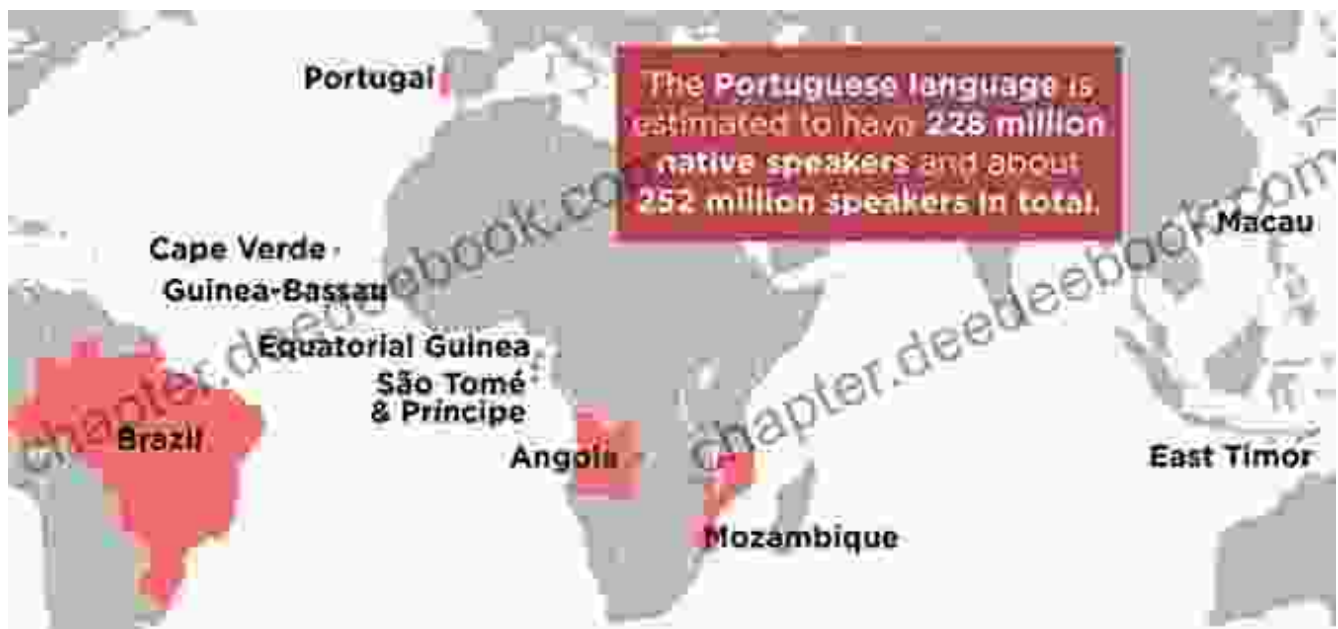 Portugal
The Portuguese language is
estimated to have 228 million
native speakers and about
252 million speakers in total.
Macau
Cape Verde
Guinea-Bassau
Equatorial Guinea
São Tomé
& Príncipe
Brazil
Angola
East Timor
Mozambique
chapter.deedeebook.com
chapter.deedeebook.com